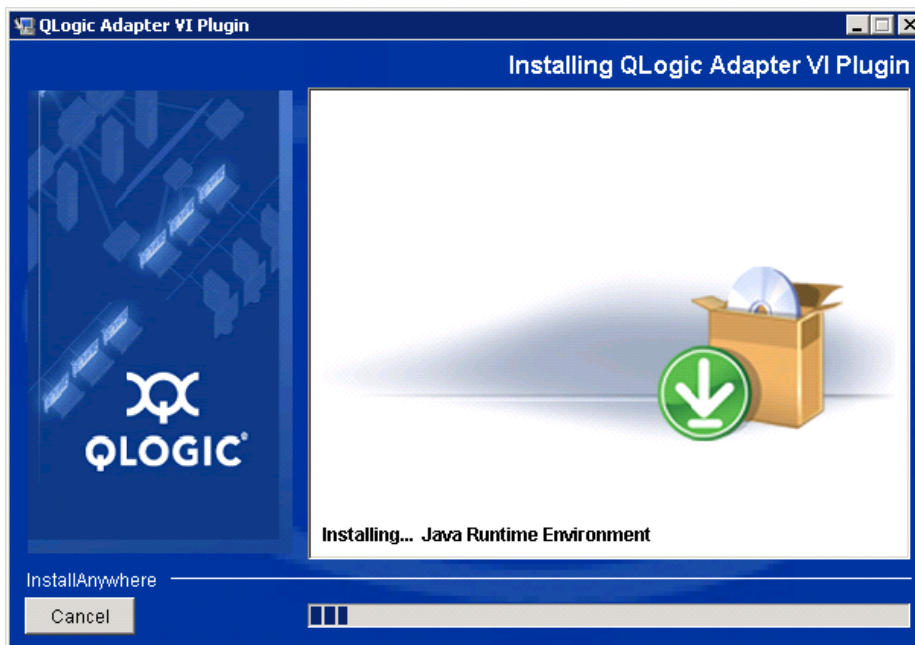 QLogic Adapter VI Plugin
Installing QLogic Adapter VI Plugin
QLOGIC®
Installing... Java Runtime Environment
InstallAnywhere
Cancel